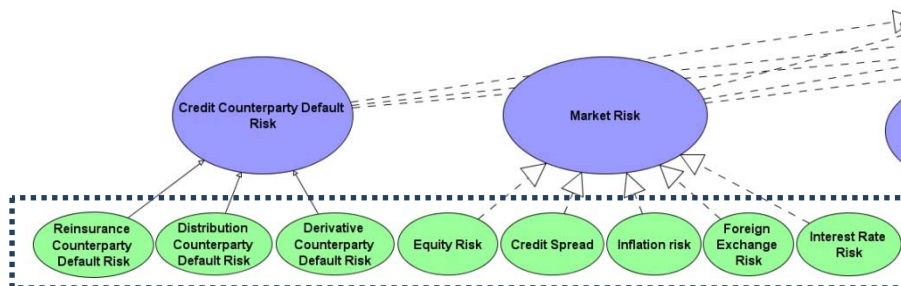 Credit Counterparty Default
Risk
Market Risk
Reinsurance
Counterparty
Default Risk
Distribution
Counterparty
Default Risk
Derivative
Counterparty
Default Risk
Equity Risk
Credit Spread
Inflation risk
Foreign
Exchange
Risk
Interest Rate
Risk